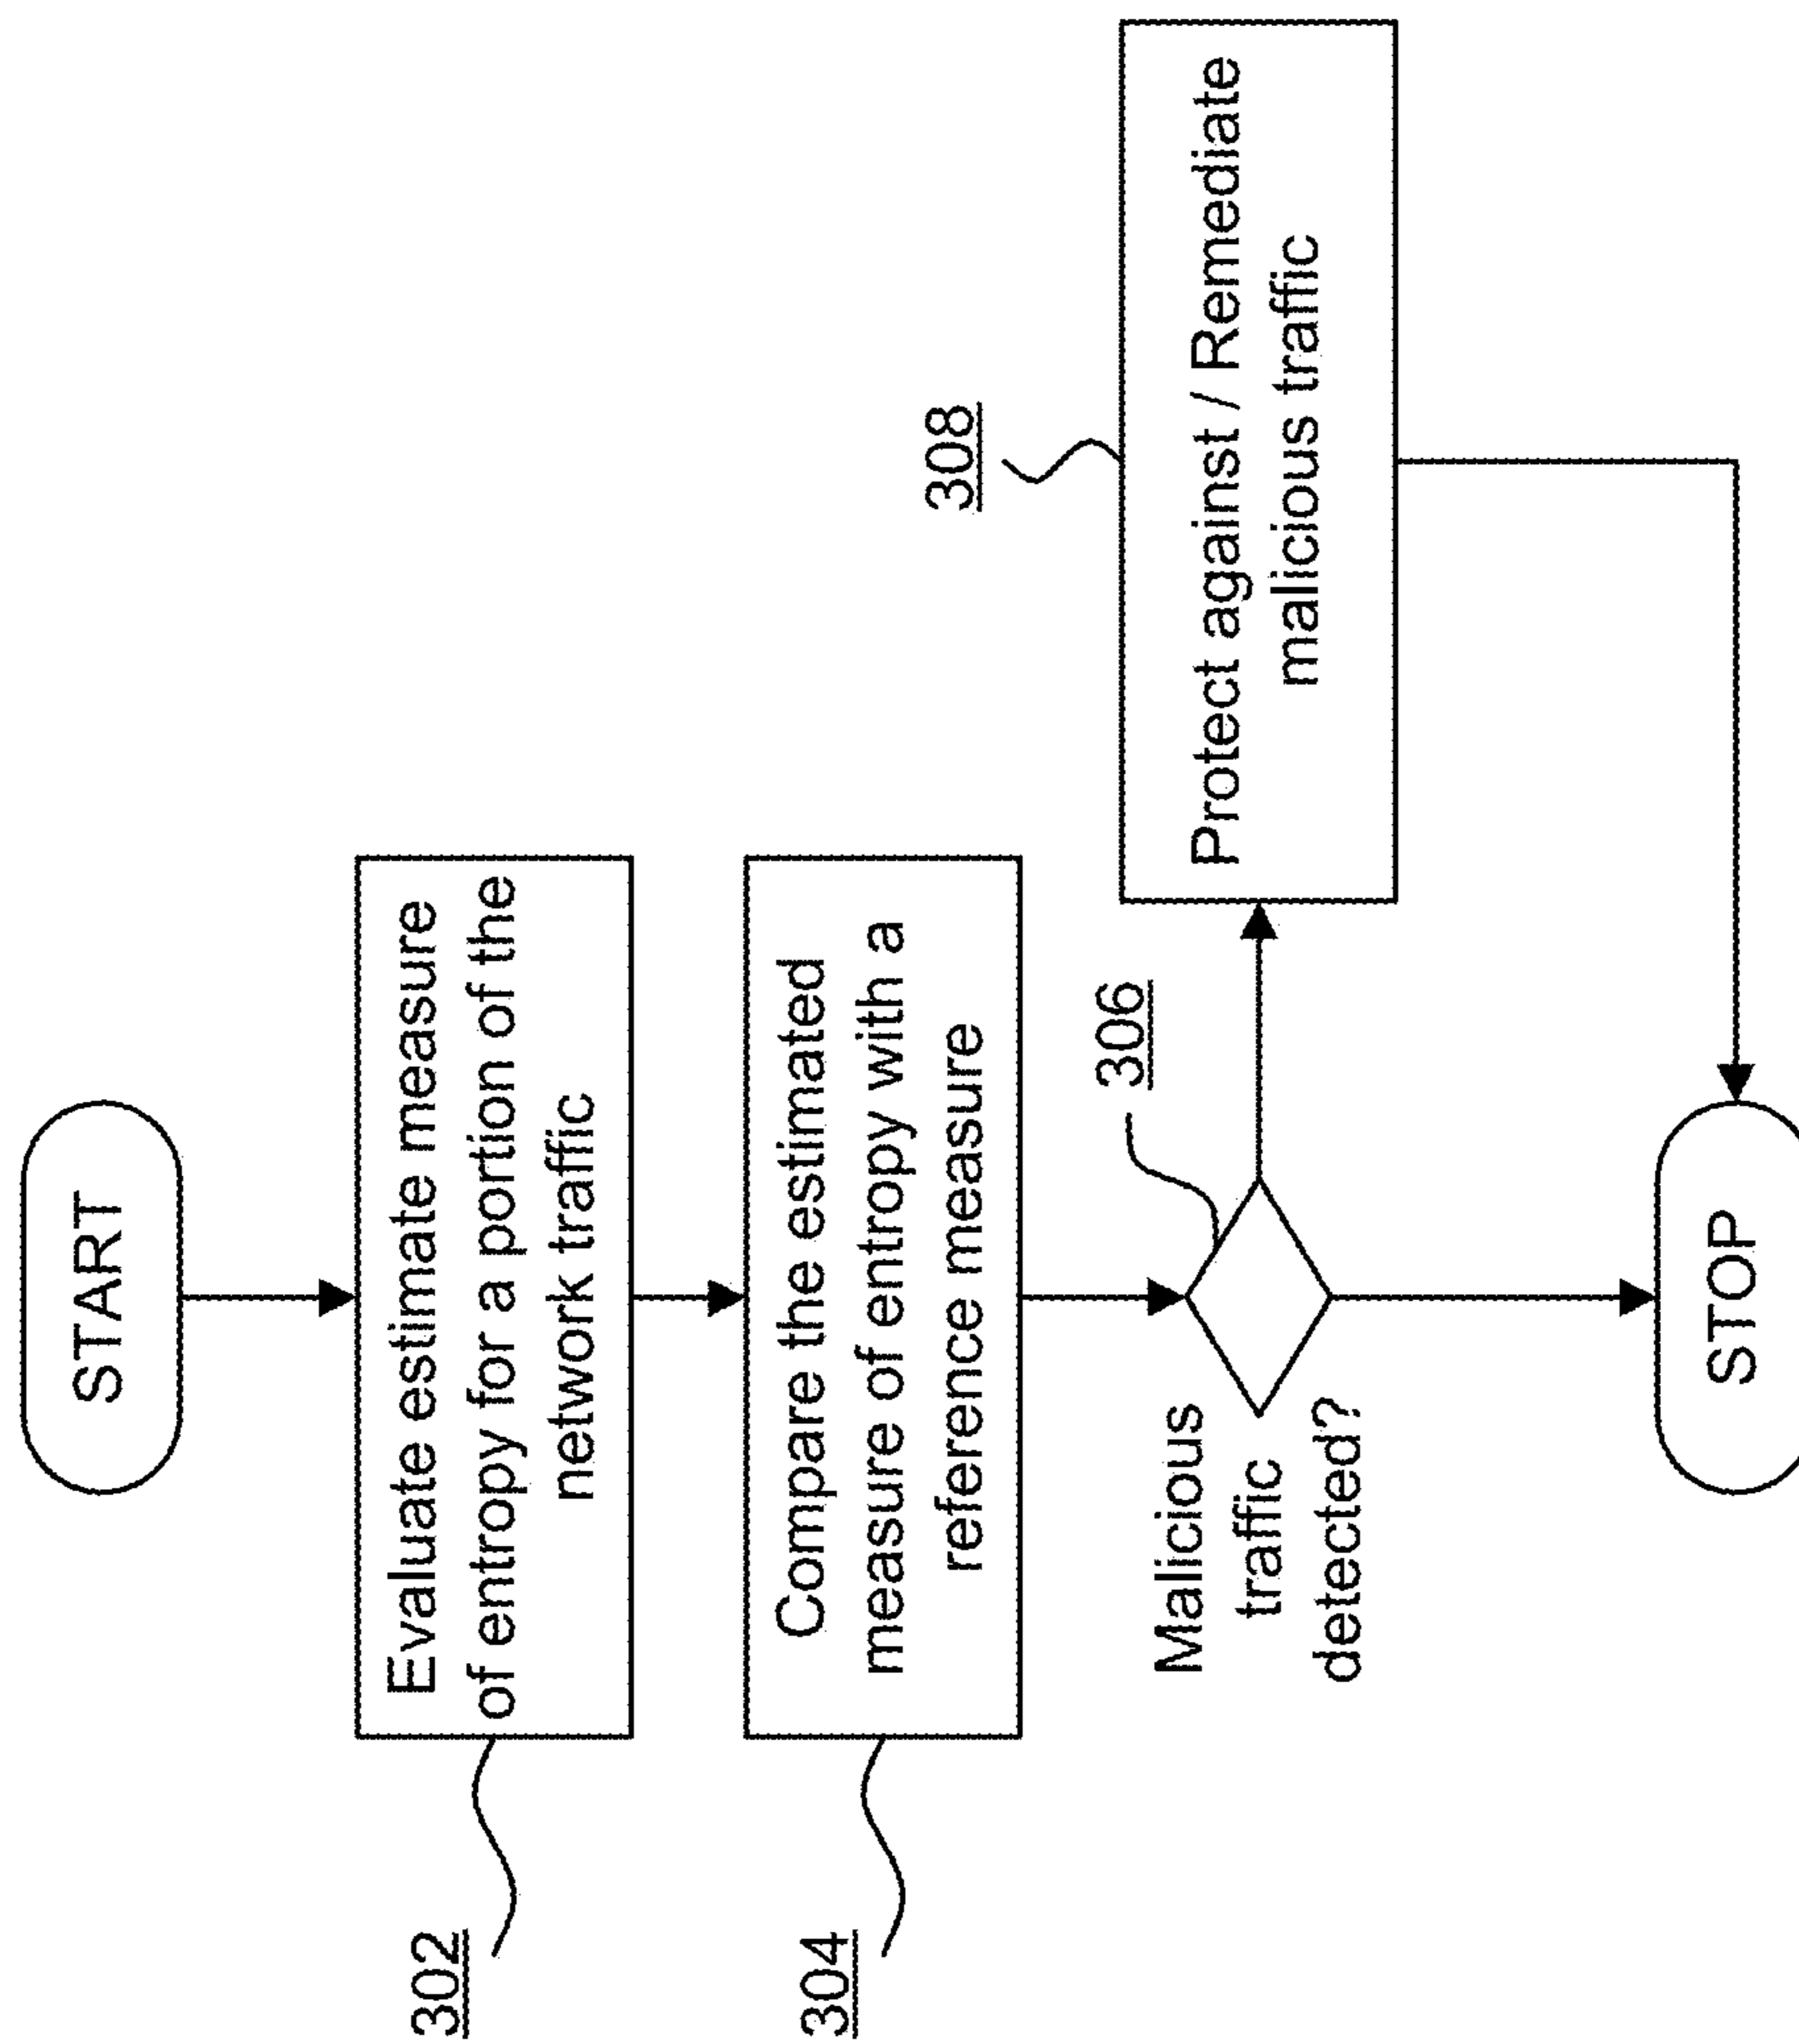 START
302
Evaluate estimate measure
of entropy for a portion of the
network traffic
304
Compare the estimated
measure of entropy with a
reference measure
Malicious
traffic
detected?
306
308
Protect against / Remediate
malicious traffic
STOP